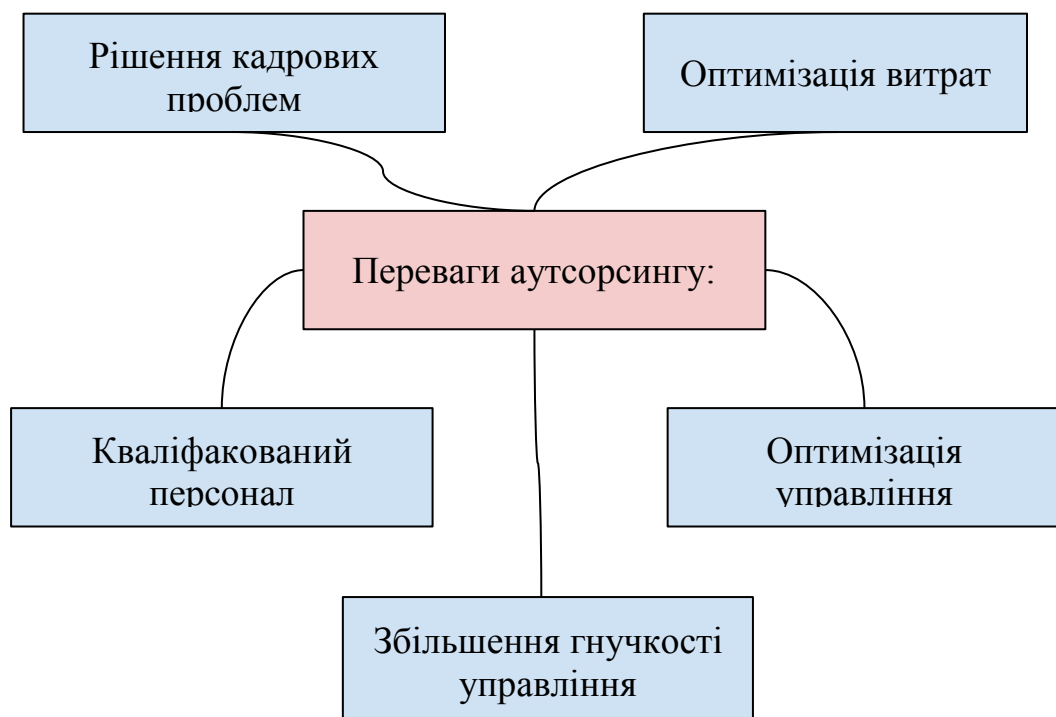 Рішення кадрових
проблем
Оптимізація витрат
Переваги аутсорсингу:
Кваліфакований
персонал
Оптимізація
управління
Збільшення гнучкості
управління